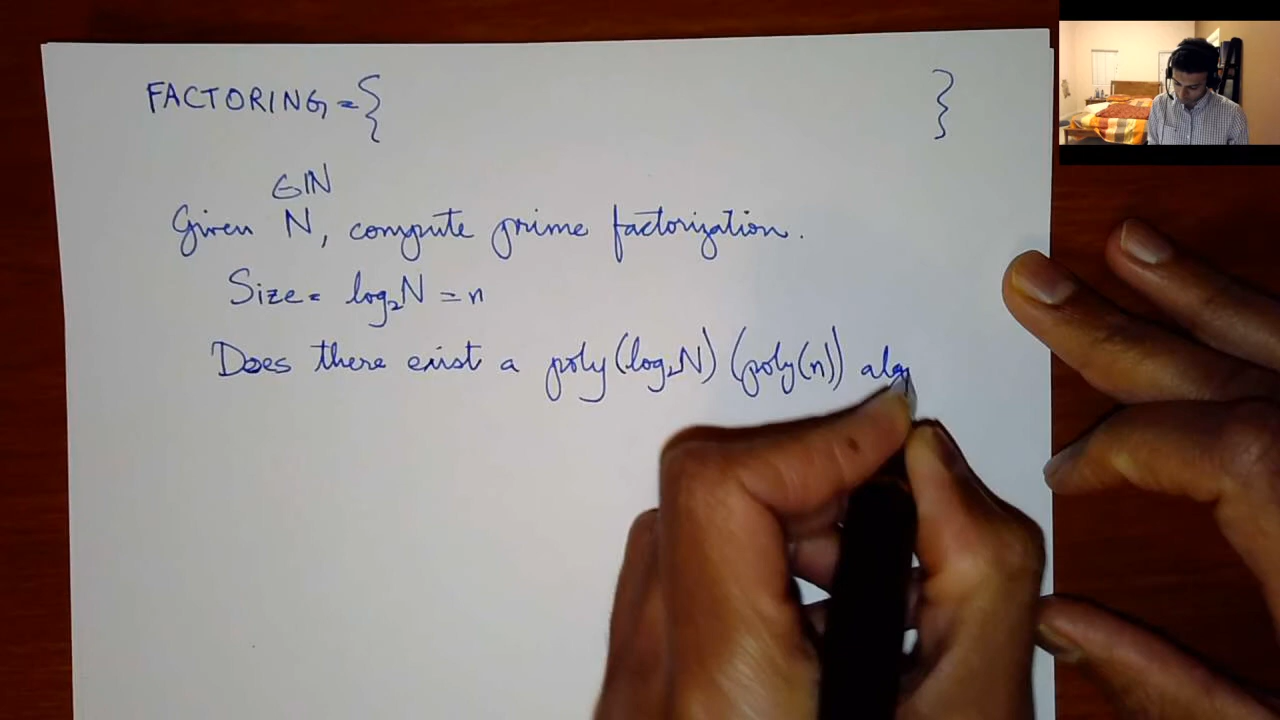 FACTORING = { }
∈ ℕ
Given N, compute prime factorization.
Size = log₂N = n
Does there exist a poly(log₂N) (poly(n)) alg